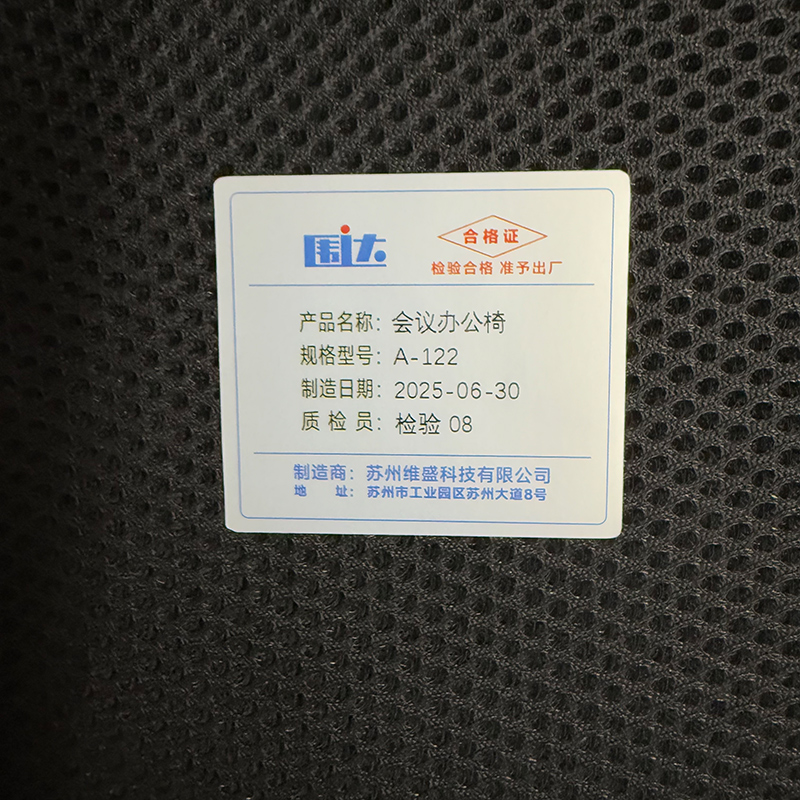 围达
合格证
检验合格 准予出厂
产品名称：会议办公椅
规格型号：A-122
制造日期：2025-06-30
质 检 员：检验 08
制造商：苏州维盛科技有限公司
地 址：苏州市工业园区苏州大道8号